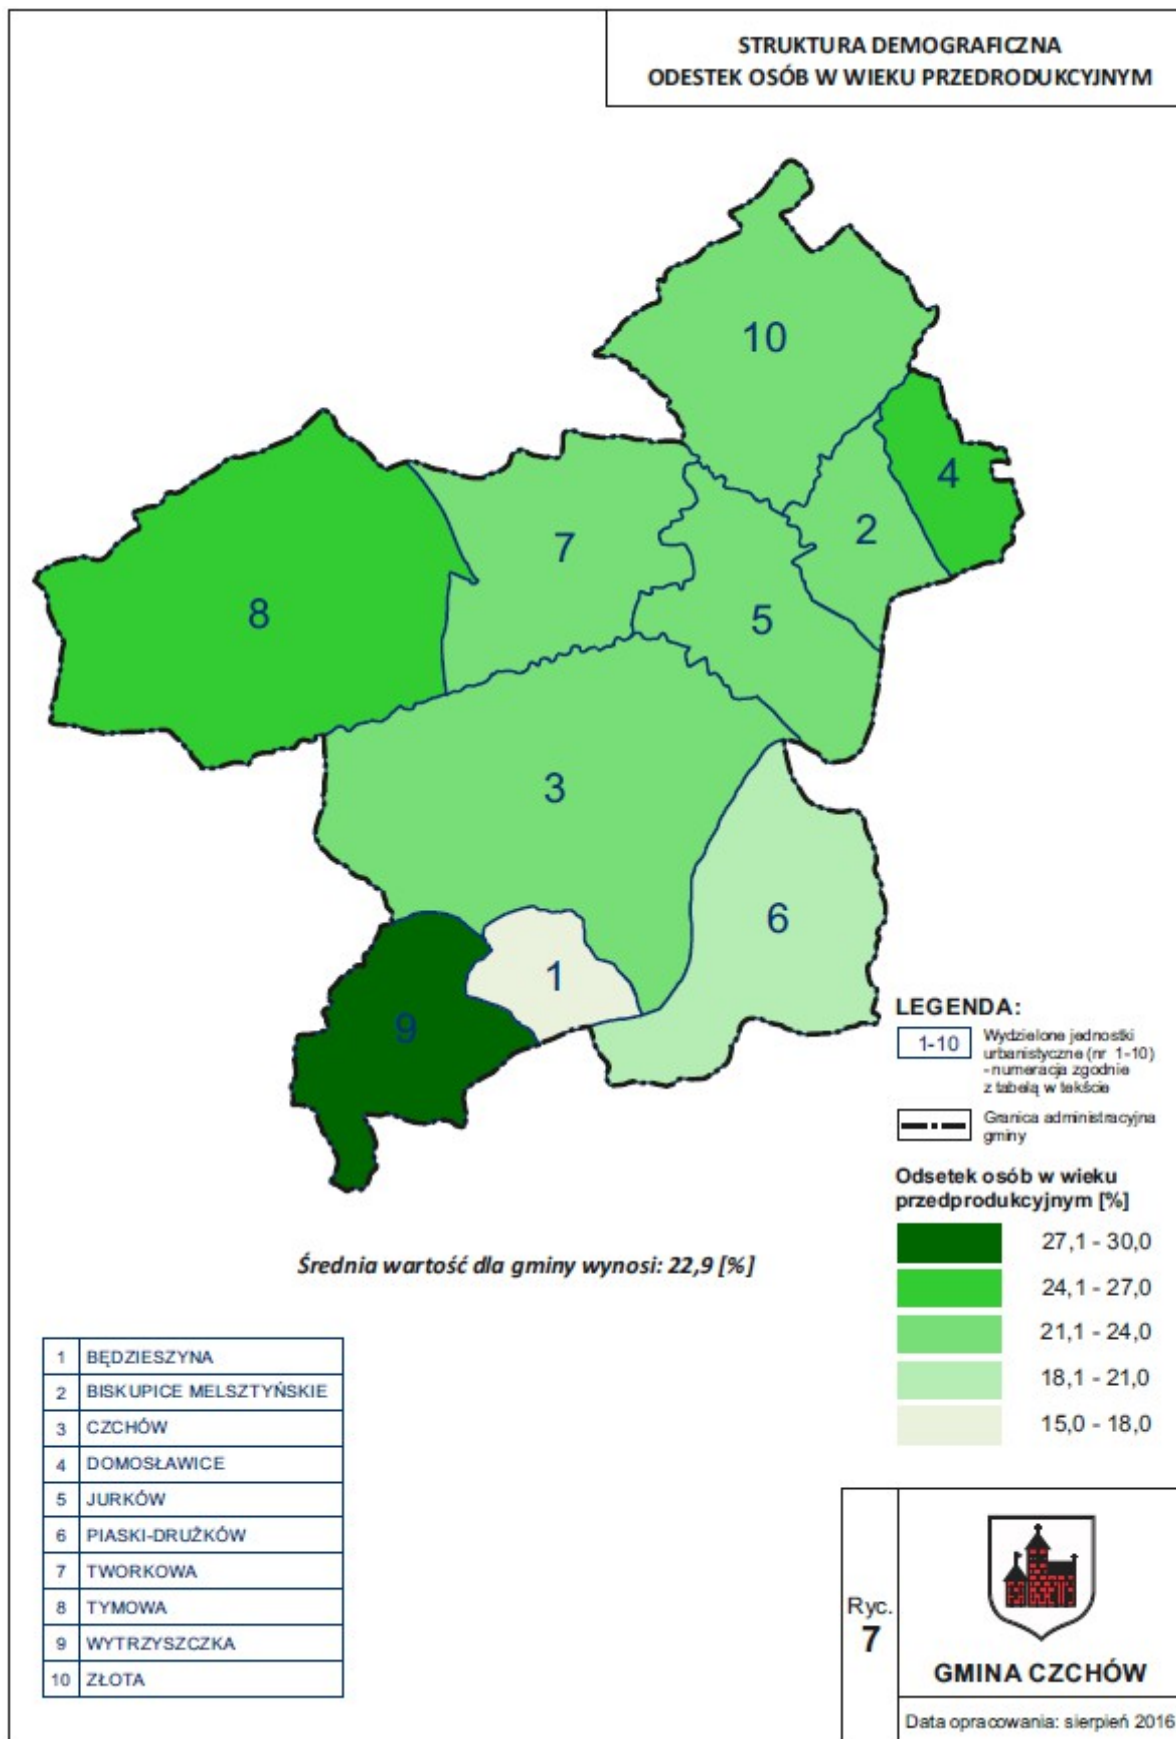 STRUKTURA DEMOGRAFICZNA
ODESTEK OSÓB W WIEKU PRZEDRODUKCYJNYM
10
4
2
7
5
8
3
6
1
9
LEGENDA:
1-10
Wydzielone jednostki
urbanistyczne (nr 1-10)
-numeracja zgodnie
z tabelą w tekście
Granica administracyjna
gminy
Odsetek osób w wieku
przedprodukcyjnym [%]
27,1 - 30,0
24,1 - 27,0
21,1 - 24,0
18,1 - 21,0
15,0 - 18,0
Średnia wartość dla gminy wynosi: 22,9 [%]
1 BĘDZIESZYNA
2 BISKUPICE MELSZTYŃSKIE
3 CZCHÓW
4 DOMOSŁAWICE
5 JURKÓW
6 PIASKI-DRUŻKÓW
7 TWORKOWA
8 TYMOWA
9 WYTRZYSZCZKA
10 ZŁOTA
Ryc.
7
GMINA CZCHÓW
Data opracowania: sierpień 2016